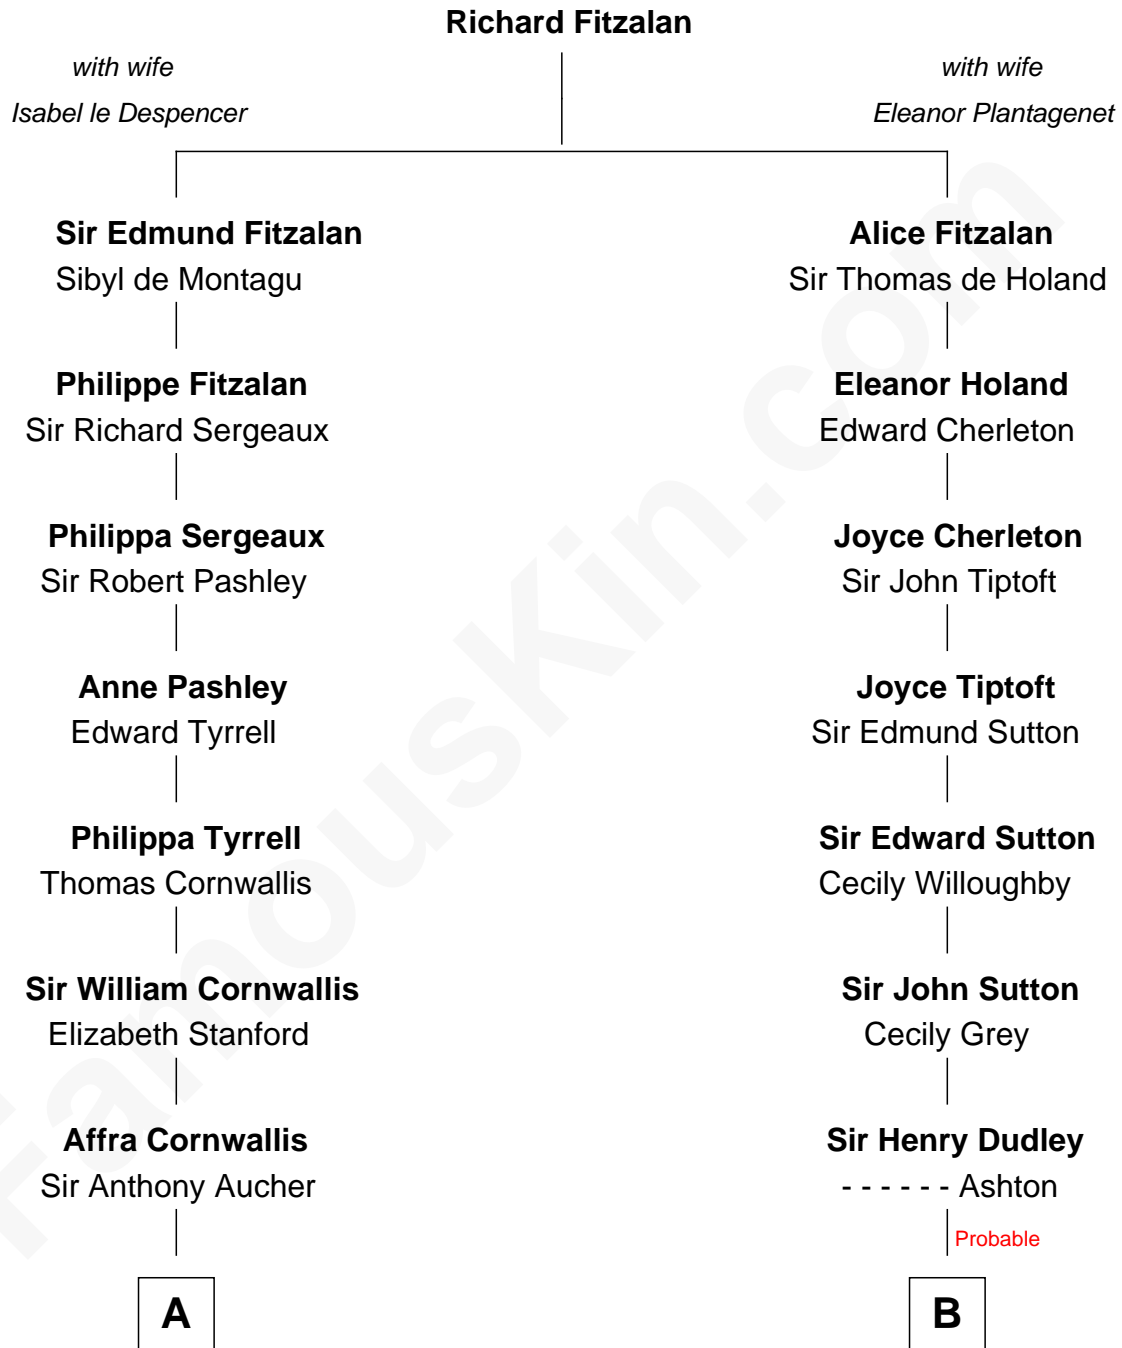 Richard Fitzalan
with wife
Isabel le Despencer
with wife
Eleanor Plantagenet
Sir Edmund Fitzalan
Sibyl de Montagu
Alice Fitzalan
Sir Thomas de Holand
Philippe Fitzalan
Sir Richard Sergeaux
Eleanor Holand
Edward Cherleton
Philippa Sergeaux
Sir Robert Pashley
Joyce Cherleton
Sir John Tiptoft
Anne Pashley
Edward Tyrrell
Joyce Tiptoft
Sir Edmund Sutton
Philippa Tyrrell
Thomas Cornwallis
Sir Edward Sutton
Cecily Willoughby
Sir William Cornwallis
Elizabeth Stanford
Sir John Sutton
Cecily Grey
Affra Cornwallis
Sir Anthony Aucher
Sir Henry Dudley
- - - - - - Ashton
Probable
A
B
FamousKin.com